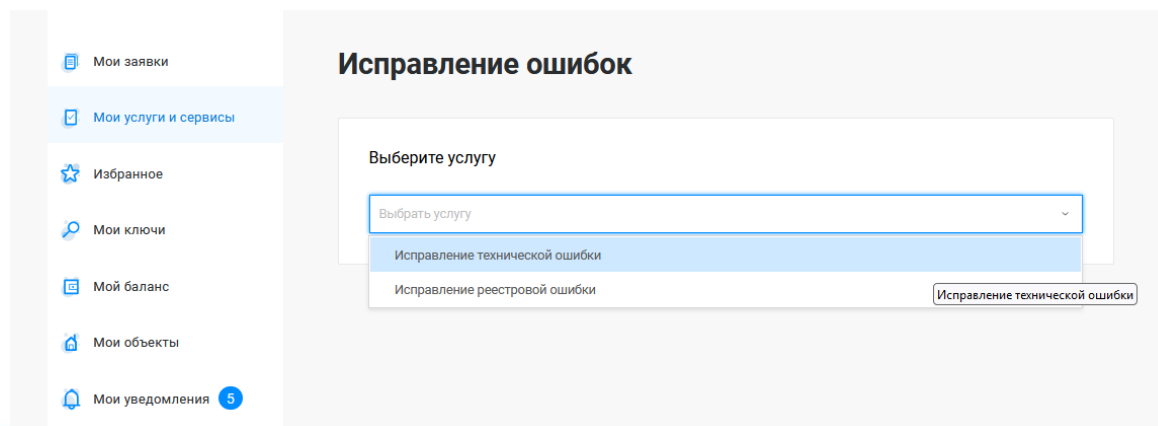 Мои заявки
Мои услуги и сервисы
Избранное
Мои ключи
Мой баланс
Мои объекты
Мои уведомления 5
Исправление ошибок
Выберите услугу
Выбрать услугу
Исправление технической ошибки
Исправление реестровой ошибки
Исправление технической ошибки